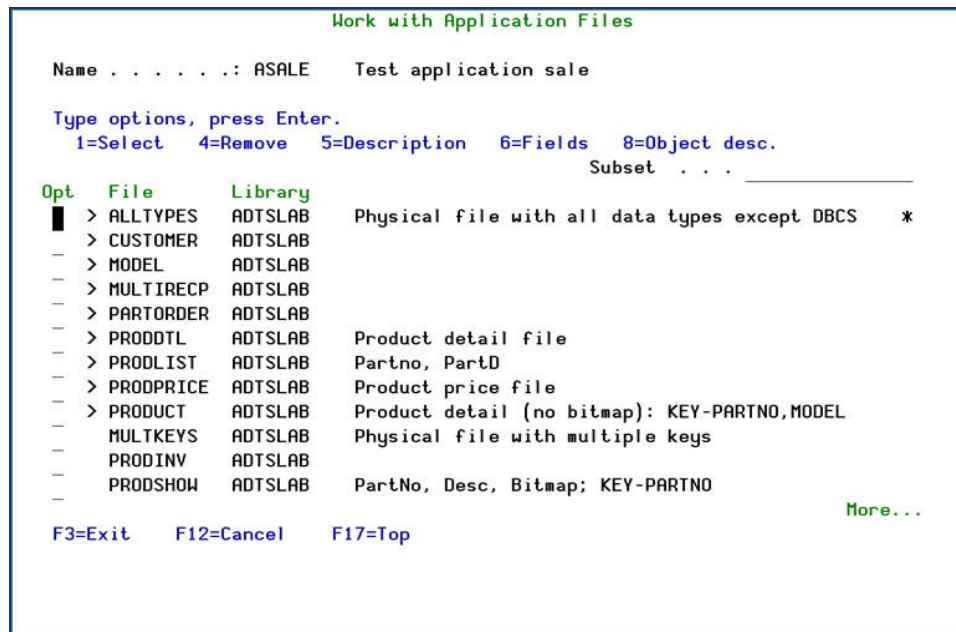 Work with Application Files
Name . . . . . .: ASALE Test application sale
Type options, press Enter.
1=Select 4=Remove 5=Description 6=Fields 8=Object desc.
Subset . . .
Opt File Library
> ALLTYPES ADTSLAB Physical file with all data types except DBCS *
> CUSTOMER ADTSLAB
> MODEL ADTSLAB
> MULTIRECP ADTSLAB
> PARTORDER ADTSLAB
> PRODDTL ADTSLAB Product detail file
> PRODLIST ADTSLAB Partno, PartD
> PRODPRICE ADTSLAB Product price file
> PRODUCT ADTSLAB Product detail (no bitmap): KEY-PARTNO,MODEL
MULTKEYS ADTSLAB Physical file with multiple keys
PRODINV ADTSLAB
PRODSHOW ADTSLAB PartNo, Desc, Bitmap; KEY-PARTNO
More...
F3=Exit F12=Cancel F17=Top